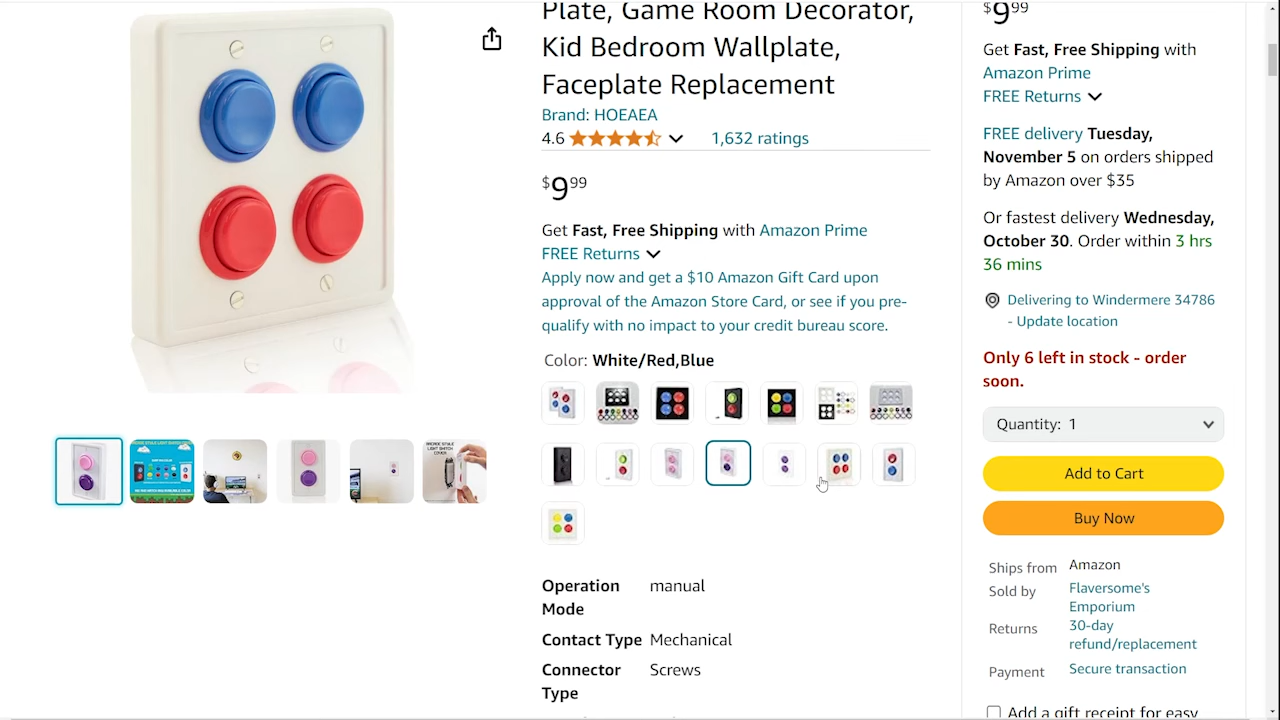 Plate, Game Room Decorator,
Kid Bedroom Wallplate,
Faceplate Replacement
Brand: HOEAEA
4.6 1,632 ratings
$9.99
Get Fast, Free Shipping with Amazon Prime
FREE Returns
Apply now and get a $10 Amazon Gift Card upon
approval of the Amazon Store Card, or see if you pre-
qualify with no impact to your credit bureau score.
Color: White/Red,Blue
Operation Mode manual
Contact Type Mechanical
Connector Type Screws
ARCADE STYLE
LIGHT SWITCH
COVER
$9.99
Get Fast, Free Shipping with
Amazon Prime
FREE Returns
FREE delivery Tuesday,
November 5 on orders shipped
by Amazon over $35
Or fastest delivery Wednesday,
October 30. Order within 3 hrs
36 mins
Delivering to Windermere 34786
- Update location
Only 6 left in stock - order
soon.
Quantity: 1
Add to Cart
Buy Now
Ships from Amazon
Sold by Flaversome's
Emporium
Returns 30-day
refund/replacement
Payment Secure transaction
Add a gift receipt for easy